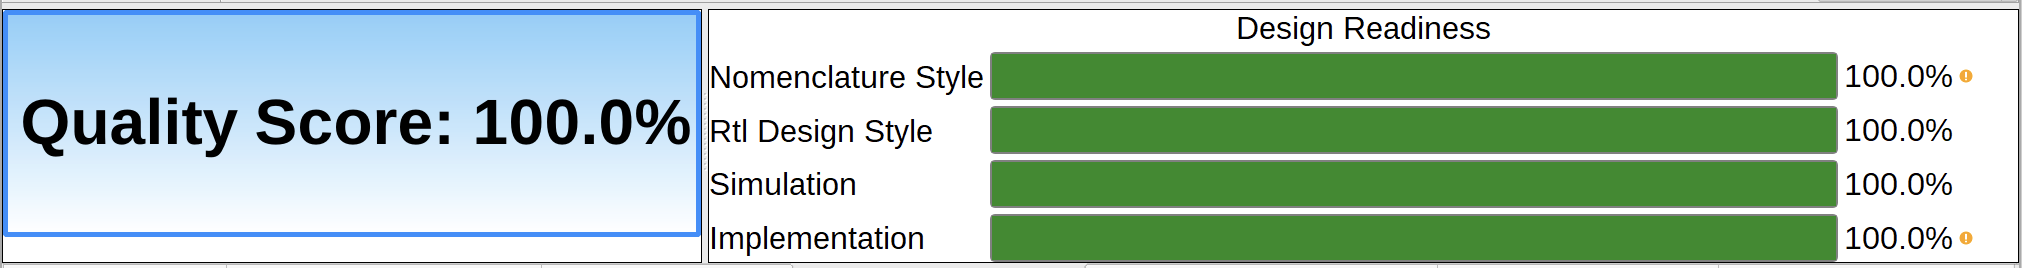 Quality Score: 100.0%
Design Readiness
Nomenclature Style 100.0%
Rtl Design Style 100.0%
Simulation 100.0%
Implementation 100.0%